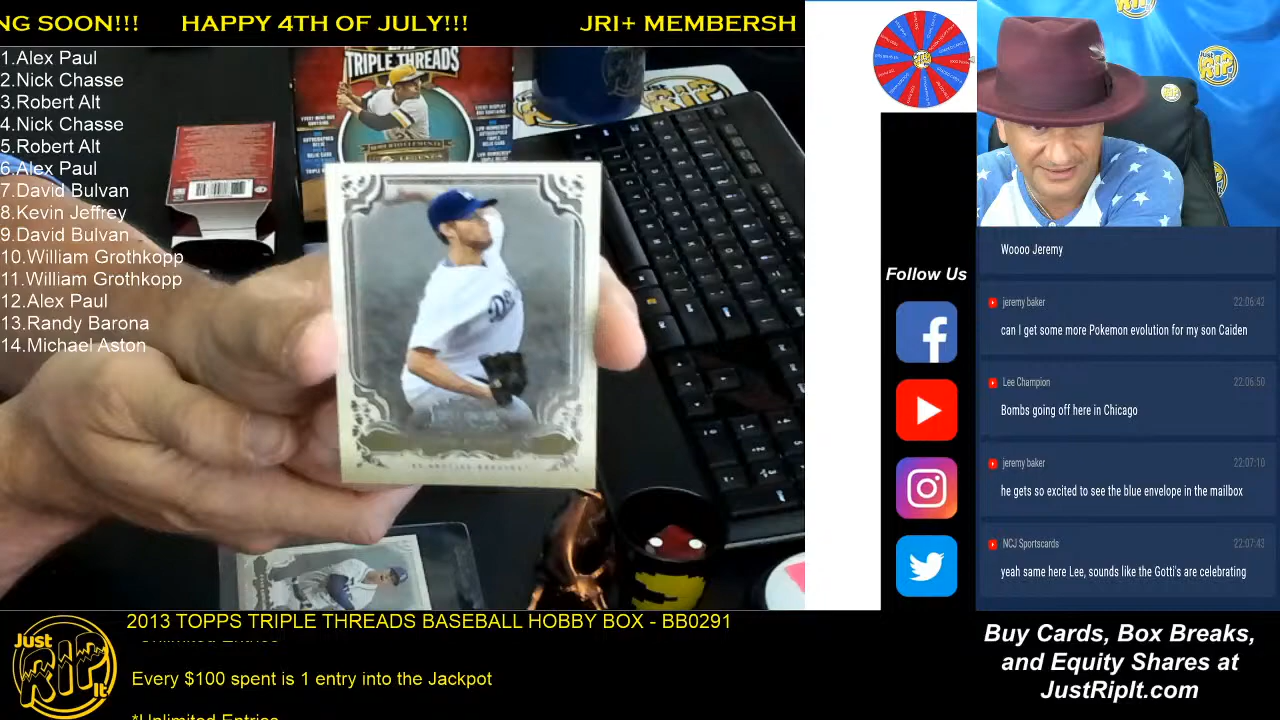 NG SOON!!! HAPPY 4TH OF JULY!!! JRI+ MEMBERSH
1.Alex Paul
2.Nick Chasse
3.Robert Alt
4.Nick Chasse
5.Robert Alt
6.Alex Paul
7.David Bulvan
8.Kevin Jeffrey
9.David Bulvan
10.William Grothkopp
11.William Grothkopp
12.Alex Paul
13.Randy Barona
14.Michael Aston
TRIPLE THREADS
Follow Us
Woooo Jeremy
jeremy baker 22:06:42
can I get some more Pokemon evolution for my son Caiden
Lee Champion 22:06:50
Bombs going off here in Chicago
jeremy baker 22:07:10
he gets so excited to see the blue envelope in the mailbox
NCJ Sportscards 22:07:43
yeah same here Lee, sounds like the Gotti's are celebrating
Just
RIP
It
2013 TOPPS TRIPLE THREADS BASEBALL HOBBY BOX - BB0291
Unlimited Entries
Every $100 spent is 1 entry into the Jackpot
*Unlimited Entries
Buy Cards, Box Breaks,
and Equity Shares at
JustRipIt.com